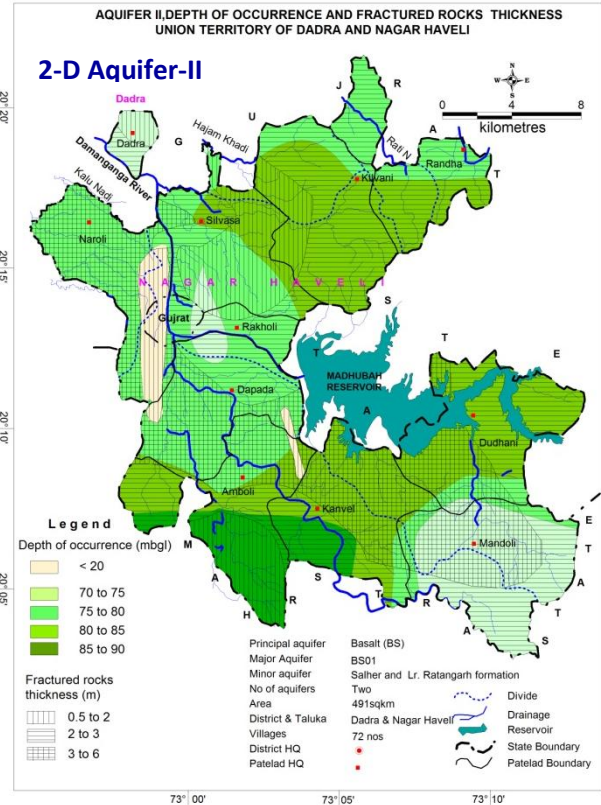 AQUIFER II,DEPTH OF OCCURRENCE AND FRACTURED ROCKS THICKNESS
UNION TERRITORY OF DADRA AND NAGAR HAVELI
2-D Aquifer-II
N
W E
S
0 4 8
kilometres
20° 20'
20° 15'
20° 10'
20° 05'
Dadra
Dadra
Damanganga River
Kalu Nadi
Hajam Khadi
G U J R A T
Rati N
Randha
Kilvani
Silvasa
Naroli
N A G A R H A V E L I
Gujrat
Rakholi
S T A T E
MADHUBAH
RESERVOIR
Dapada
Dudhani
Amboli
Kanvel
Mandoli
M A H R S T R A S T A T E
Legend
Depth of occurrence (mbgl)
< 20
70 to 75
75 to 80
80 to 85
85 to 90
Fractured rocks
thickness (m)
0.5 to 2
2 to 3
3 to 6
Principal aquifer Basalt (BS)
Major Aquifer BS01
Minor aquifer Salher and Lr. Ratangarh formation
No of aquifers Two
Area 491sqkm
District & Taluka Dadra & Nagar Haveli
Villages 72 nos
District HQ
Patelad HQ
Divide
Drainage
Reservoir
State Boundary
Patelad Boundary
73° 00' 73° 05' 73° 10'